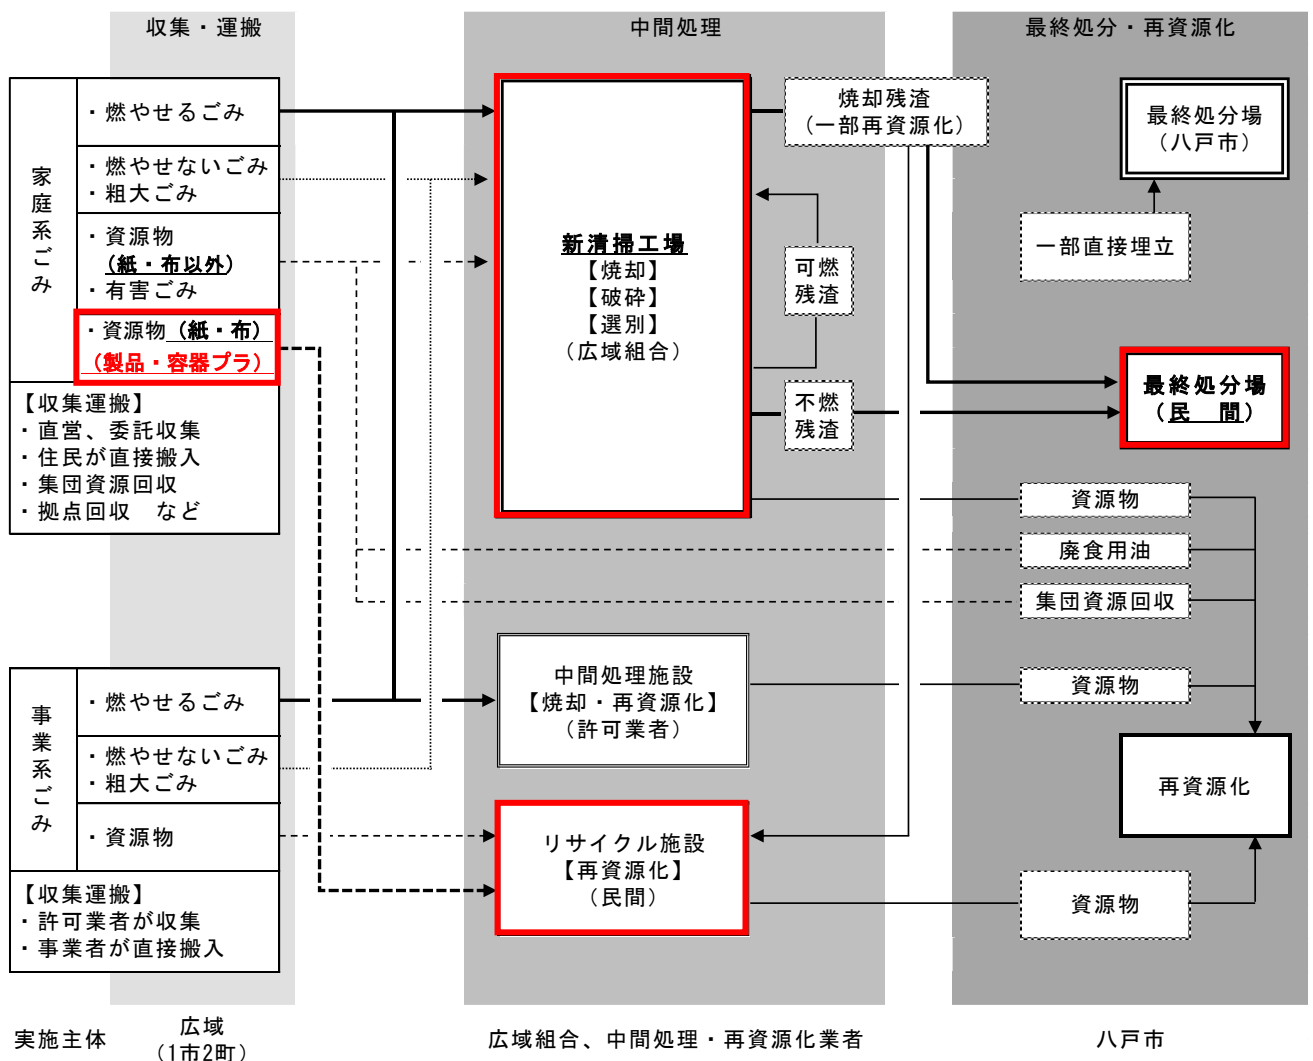 収集・運搬
中間処理
最終処分・再資源化
家庭系ごみ
・燃やせるごみ
・燃やせないごみ
・粗大ごみ
・資源物
(紙・布以外)
・有害ごみ
・資源物(紙・布)
(製品・容器プラ)
【収集運搬】
・直営、委託収集
・住民が直接搬入
・集団資源回収
・拠点回収　など
新清掃工場
【焼却】
【破砕】
【選別】
(広域組合)
焼却残渣
(一部再資源化)
可燃
残渣
不燃
残渣
最終処分場
(八戸市)
一部直接埋立
最終処分場
(民　間)
資源物
廃食用油
集団資源回収
事業系ごみ
・燃やせるごみ
・燃やせないごみ
・粗大ごみ
・資源物
【収集運搬】
・許可業者が収集
・事業者が直接搬入
中間処理施設
【焼却・再資源化】
(許可業者)
資源物
リサイクル施設
【再資源化】
(民間)
再資源化
資源物
実施主体
広域
(1市2町)
広域組合、中間処理・再資源化業者
八戸市